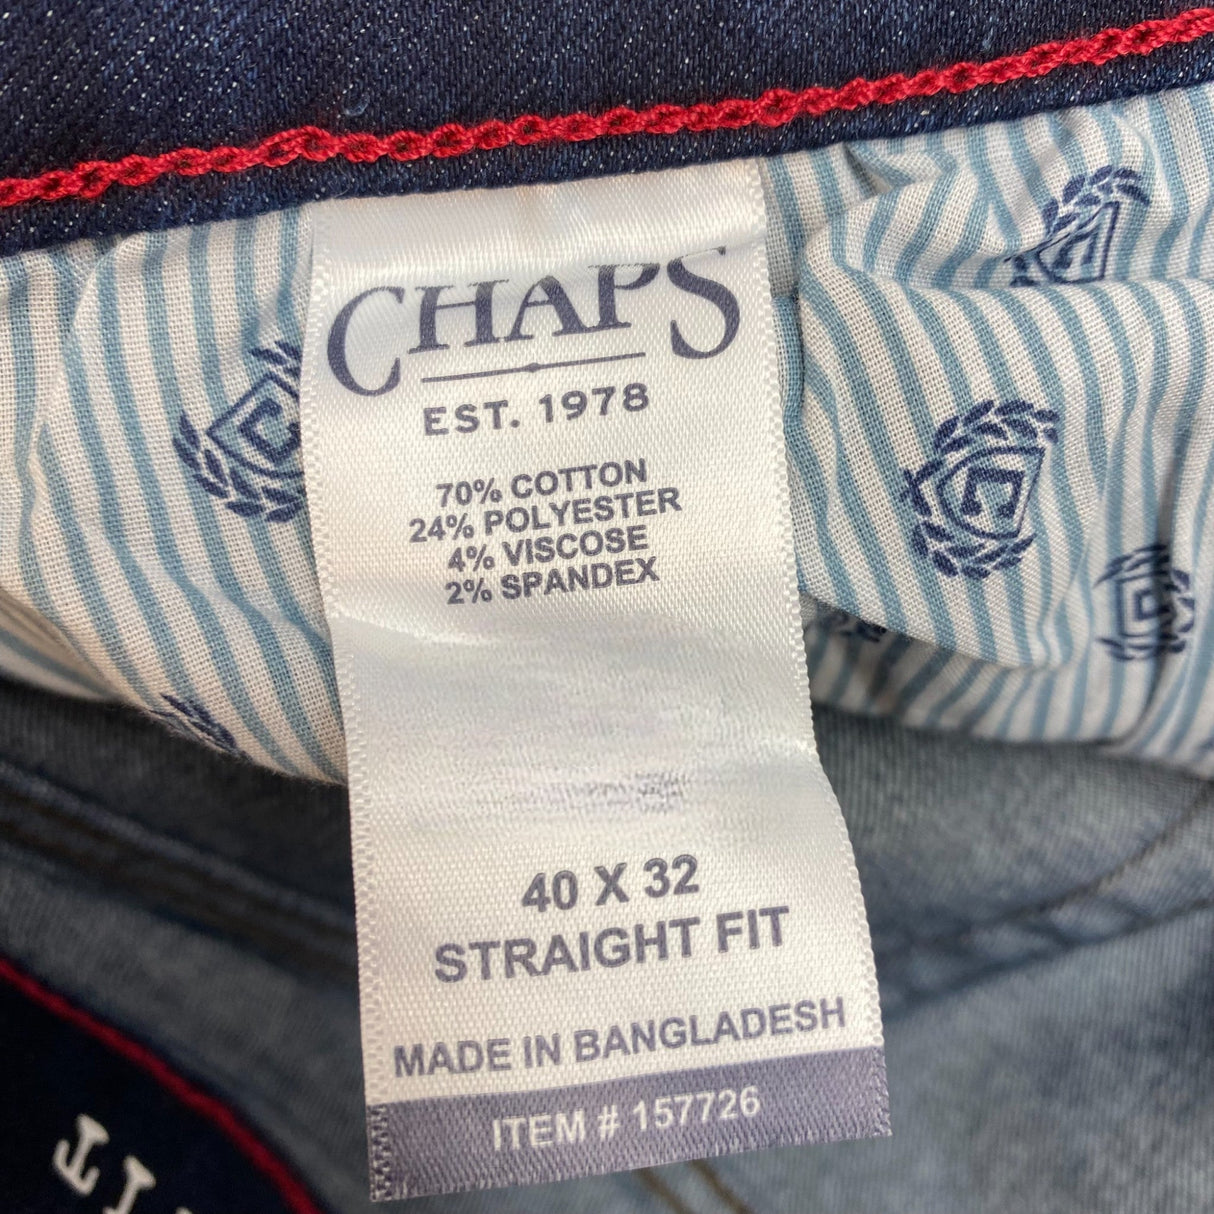 CHAPS
EST. 1978
70% COTTON
24% POLYESTER
4% VISCOSE
2% SPANDEX
40 X 32
STRAIGHT FIT
MADE IN BANGLADESH
ITEM # 157726